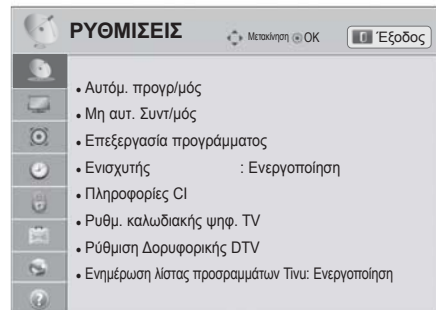 ΡΥΘΜΙΣΕΙΣ Μετακίνηση OK Έξοδος
• Αυτόμ. προγρ/μός
• Μη αυτ. Συντ/μός
• Επεξεργασία προγράμματος
• Ενισχυτής : Ενεργοποίηση
• Πληροφορίες CI
• Ρυθμ. καλωδιακής ψηφ. TV
• Ρύθμιση Δορυφορικής DTV
• Ενημέρωση λίστας προσραμμάτων Tivu: Ενεργοποίηση